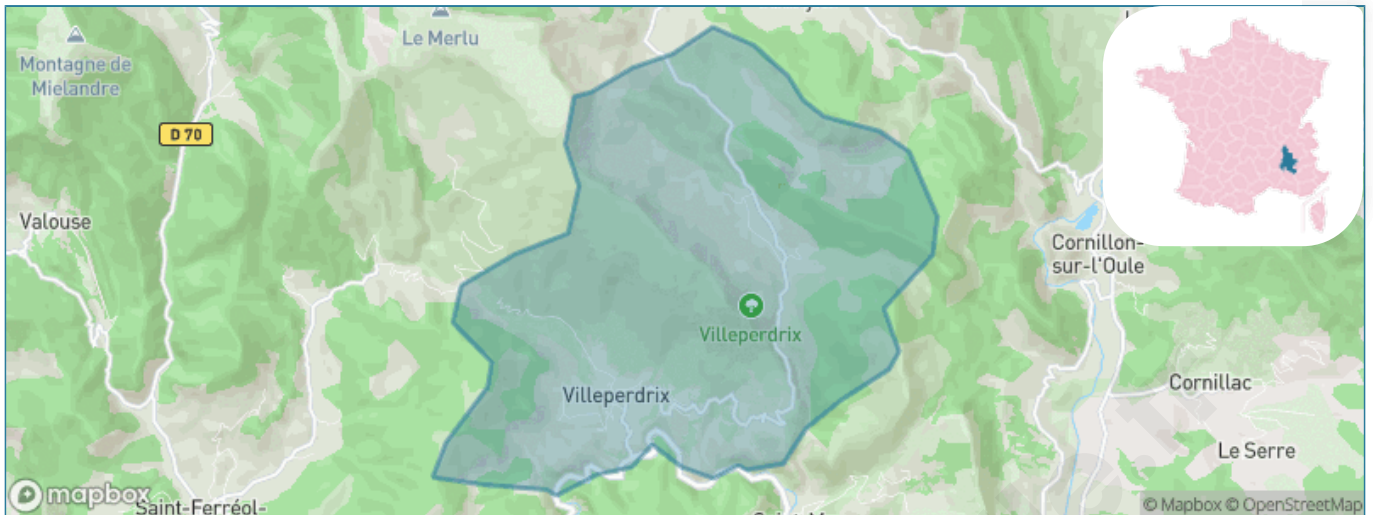 Le Merlu
Montagne de
Mielandre
D 70
Valouse
Cornillon-
sur-l'Oule
Villeperdrix
Villeperdrix
Cornillac
Le Serre
mapbox
Saint-Ferréol-
© Mapbox © OpenStreetMap